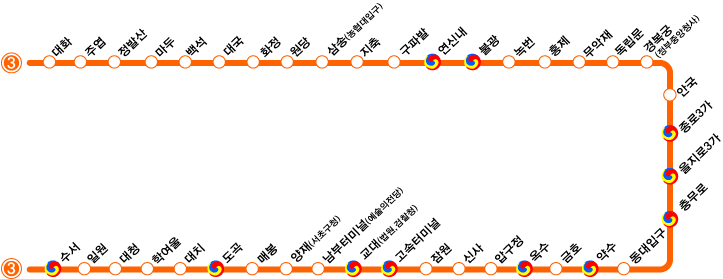 3
대화
주엽
정발산
마두
백석
대곡
화정
원당
삼송(농협대입구)
지축
구파발
연신내
불광
녹번
홍제
무악재
독립문
경복궁
(정부중앙청사)
안국
종로3가
을지로3가
충무로
동대입구
약수
금호
옥수
압구정
신사
잠원
고속터미널
교대(법원.검찰청)
남부터미널(예술의전당)
양재(서초구청)
매봉
도곡
대치
학여울
대청
일원
수서
3